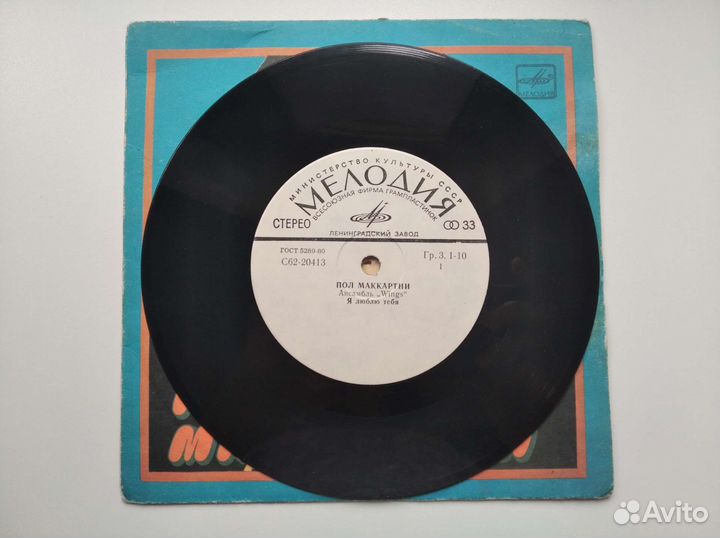 МЕЛОДИЯ
МИНИСТЕРСТВО КУЛЬТУРЫ СССР
МЕЛОДИЯ
ВСЕСОЮЗНАЯ ФИРМА ГРАМПЛАСТИНОК
СТЕРЕО 33
ЛЕНИНГРАДСКИЙ ЗАВОД
ГОСТ 5289-80 Гр. 3. 1-10
С62-20413 1
ПОЛ МАККАРТНИ
Ансамбль „Wings“
Я люблю тебя
Avito